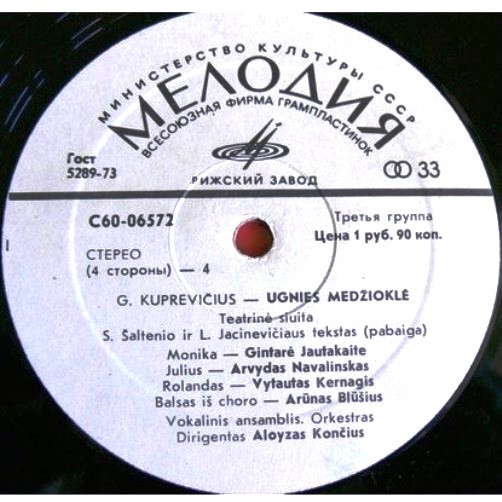 МИНИСТЕРСТВО КУЛЬТУРЫ СССР
МЕЛОДИЯ
ВСЕСОЮЗНАЯ ФИРМА ГРАМПЛАСТИНОК
РИЖСКИЙ ЗАВОД
Гост
5289-73
33
С60-06572
Третья группа
Цена 1 руб. 90 коп.
СТЕРЕО
(4 стороны) — 4
G. KUPREVIČIUS — UGNIES MEDŽIOKLĖ
Teatrinė siuita
S. Šaltenio ir L. Jacinevičiaus tekstas (pabaiga)
Monika — Gintarė Jautakaite
Julius — Arvydas Navalinskas
Rolandas — Vytautas Kernagis
Balsas iš choro — Arūnas Blūšius
Vokalinis ansamblis. Orkestras
Dirigentas Aloyzas Končius